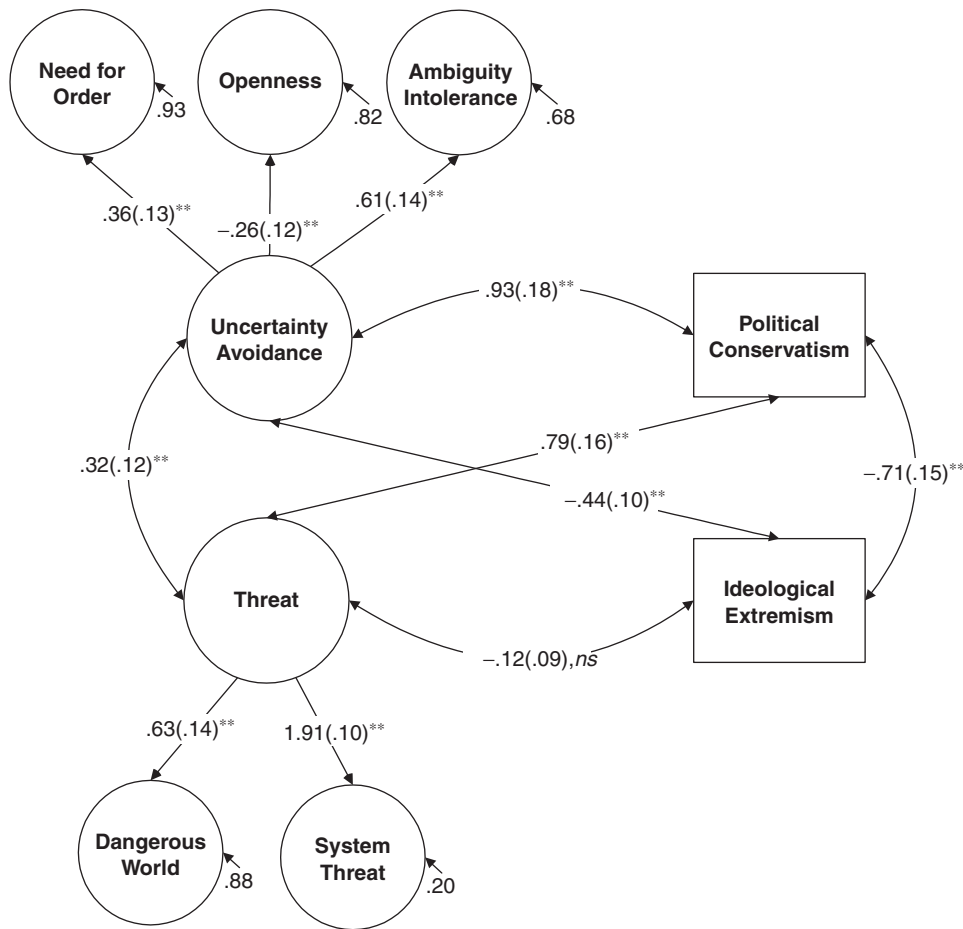 Need for
Order
.93
Openness
.82
Ambiguity
Intolerance
.68
.36(.13)**
–.26(.12)**
.61(.14)**
Uncertainty
Avoidance
.93(.18)**
Political
Conservatism
.79(.16)**
.32(.12)**
–.71(.15)**
–.44(.10)**
Threat
Ideological
Extremism
–.12(.09),ns
.63(.14)**
1.91(.10)**
Dangerous
World
.88
System
Threat
.20